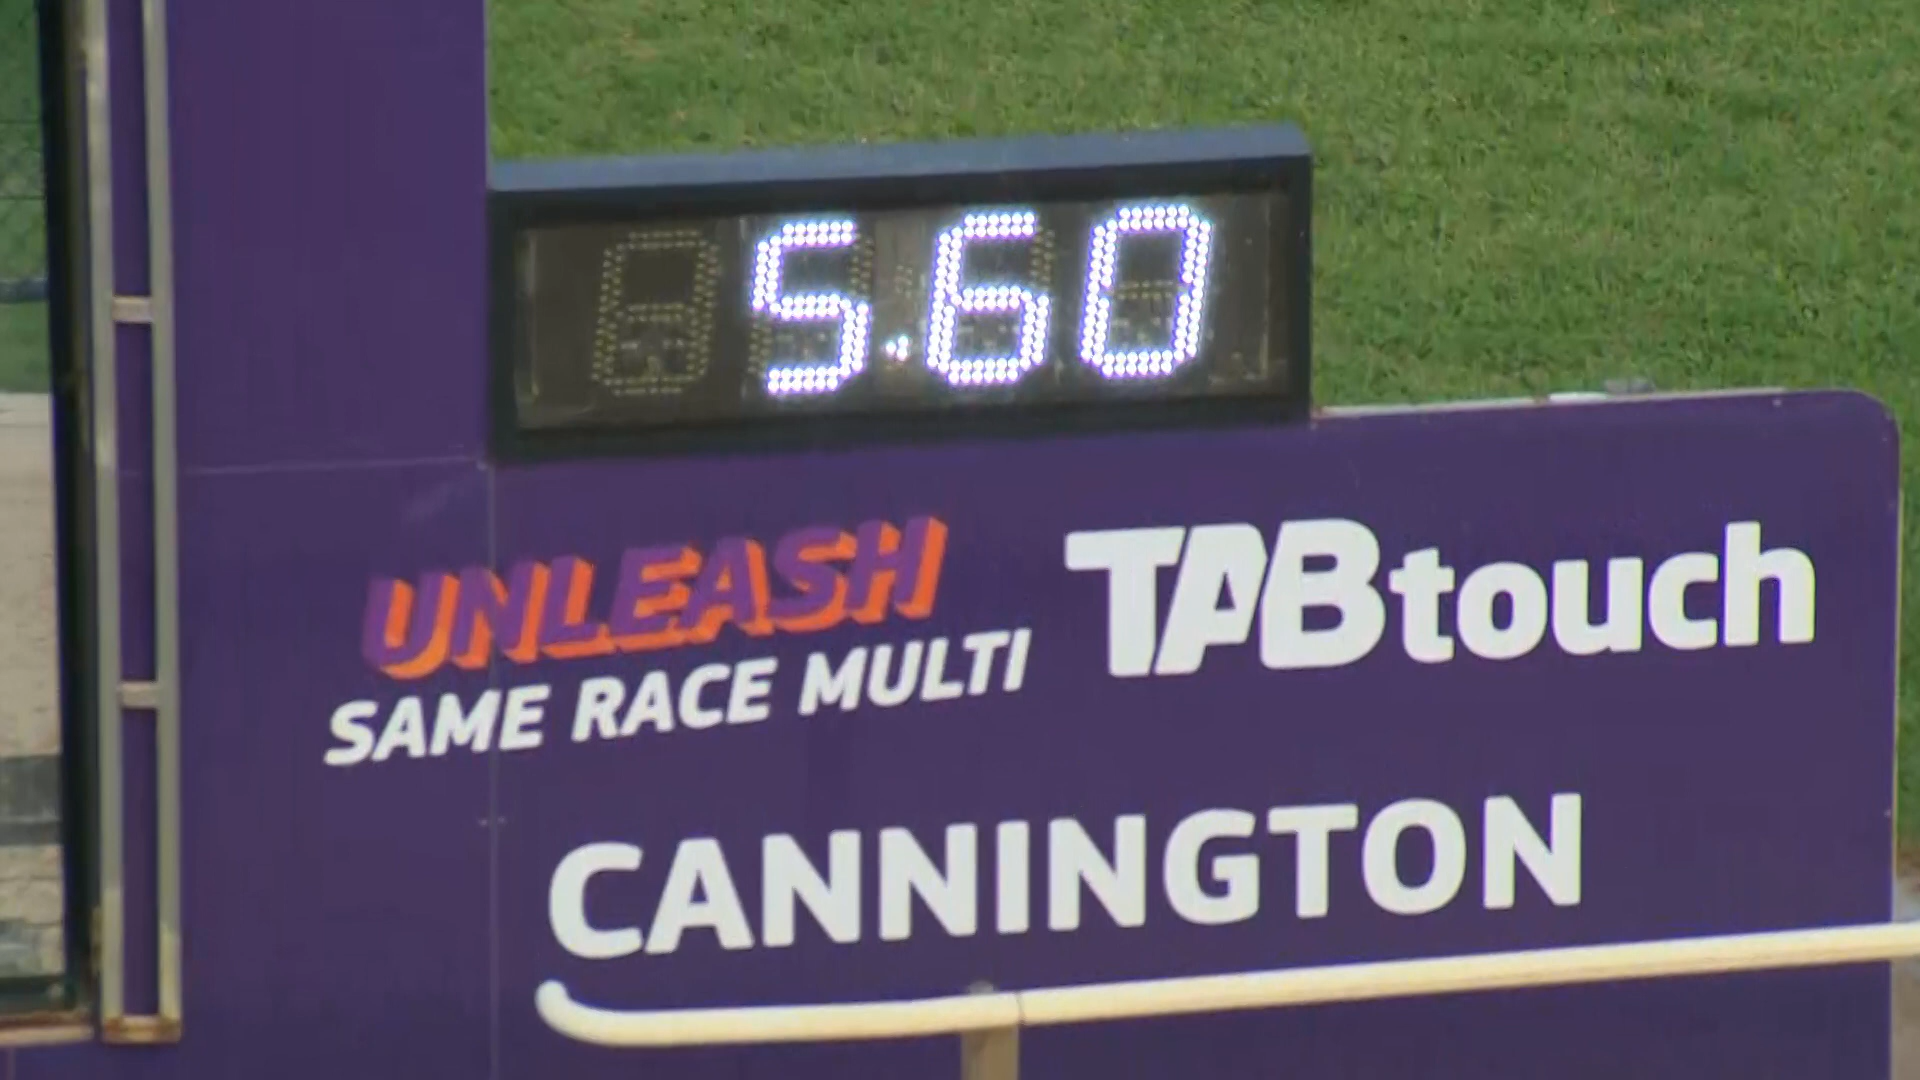 5.60
UNLEASH
SAME RACE MULTI
TABtouch
CANNINGTON